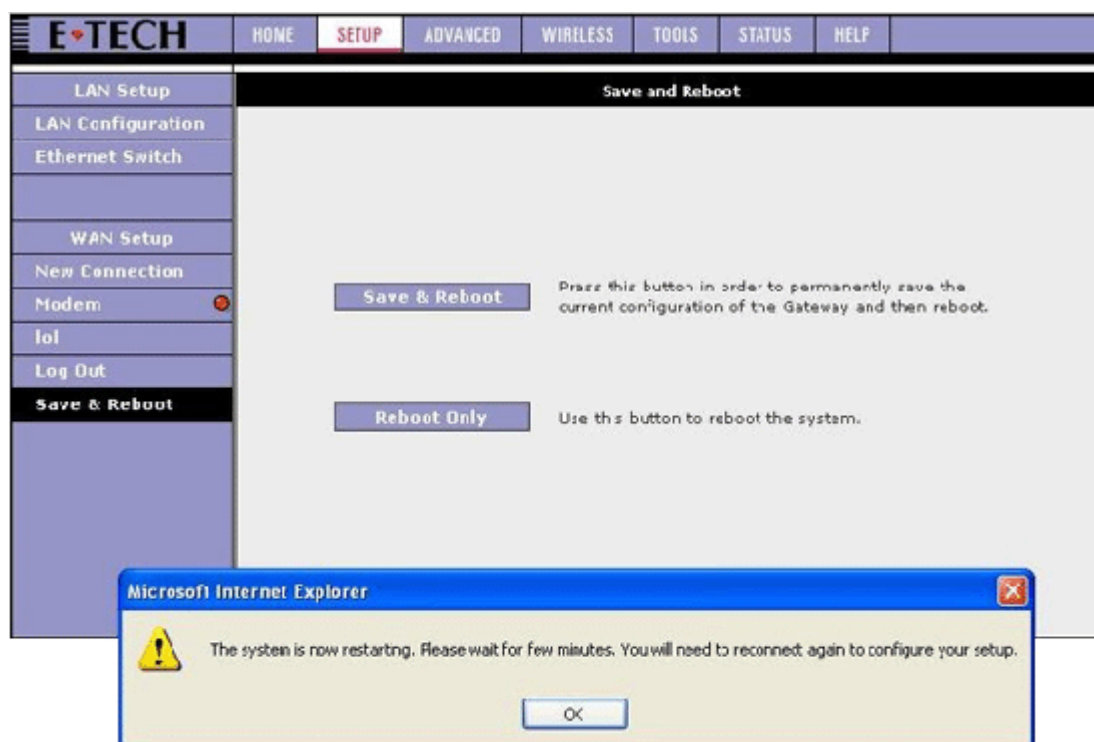 E•TECH
HOME SETUP ADVANCED WIRELESS TOOLS STATUS HELP
LAN Setup
LAN Configuration
Ethernet Switch
WAN Setup
New Connection
Modem
lol
Log Out
Save & Reboot
Save and Reboot
Save & Reboot
Press this button in order to permanently save the
current configuration of the Gateway and then reboot.
Reboot Only
Use this button to reboot the system.
Microsoft Internet Explorer
The system is now restarting. Please wait for few minutes. You will need to reconnect again to configure your setup.
OK